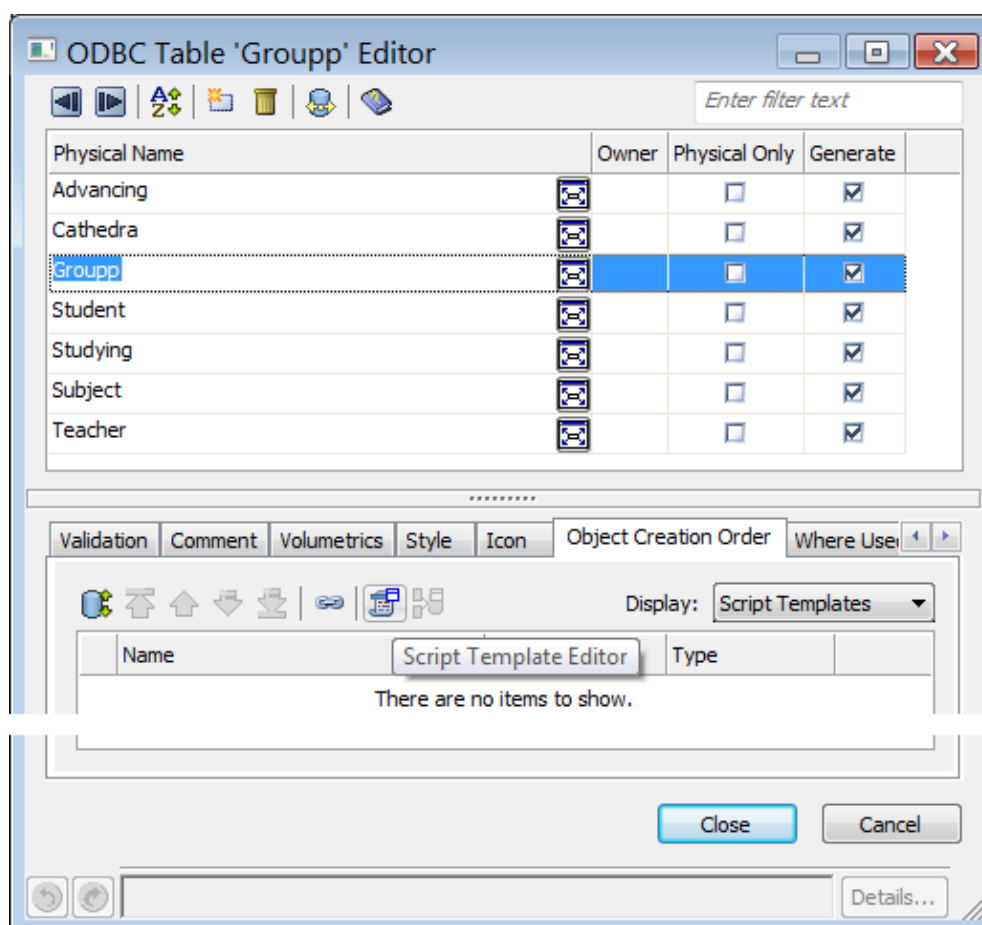 ODBC Table 'Groupp' Editor
Enter filter text
Physical Name Owner Physical Only Generate
Advancing
Cathedra
Groupp
Student
Studying
Subject
Teacher
Validation Comment Volumetrics Style Icon Object Creation Order Where Use
Display: Script Templates
Name Script Template Editor Type
There are no items to show.
Close Cancel
Details...